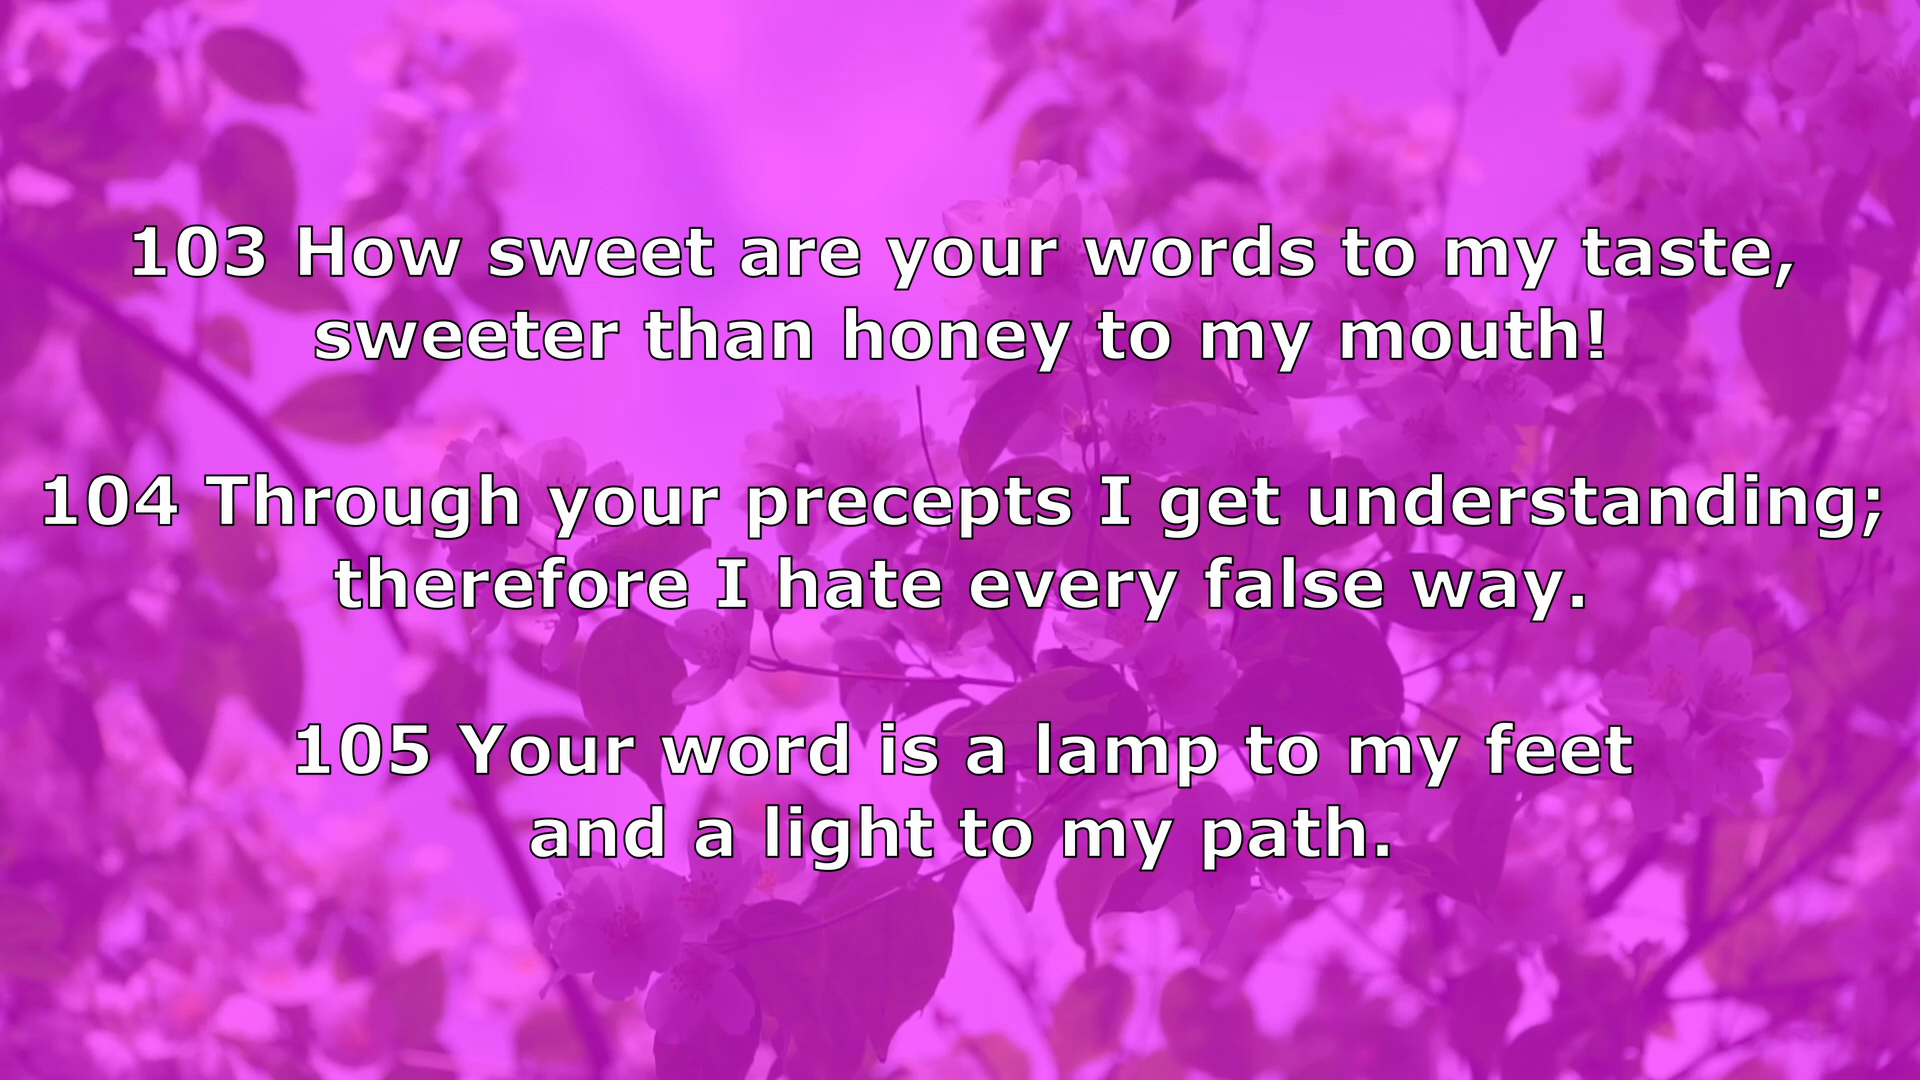 103 How sweet are your words to my taste,
sweeter than honey to my mouth!
104 Through your precepts I get understanding;
therefore I hate every false way.
105 Your word is a lamp to my feet
and a light to my path.